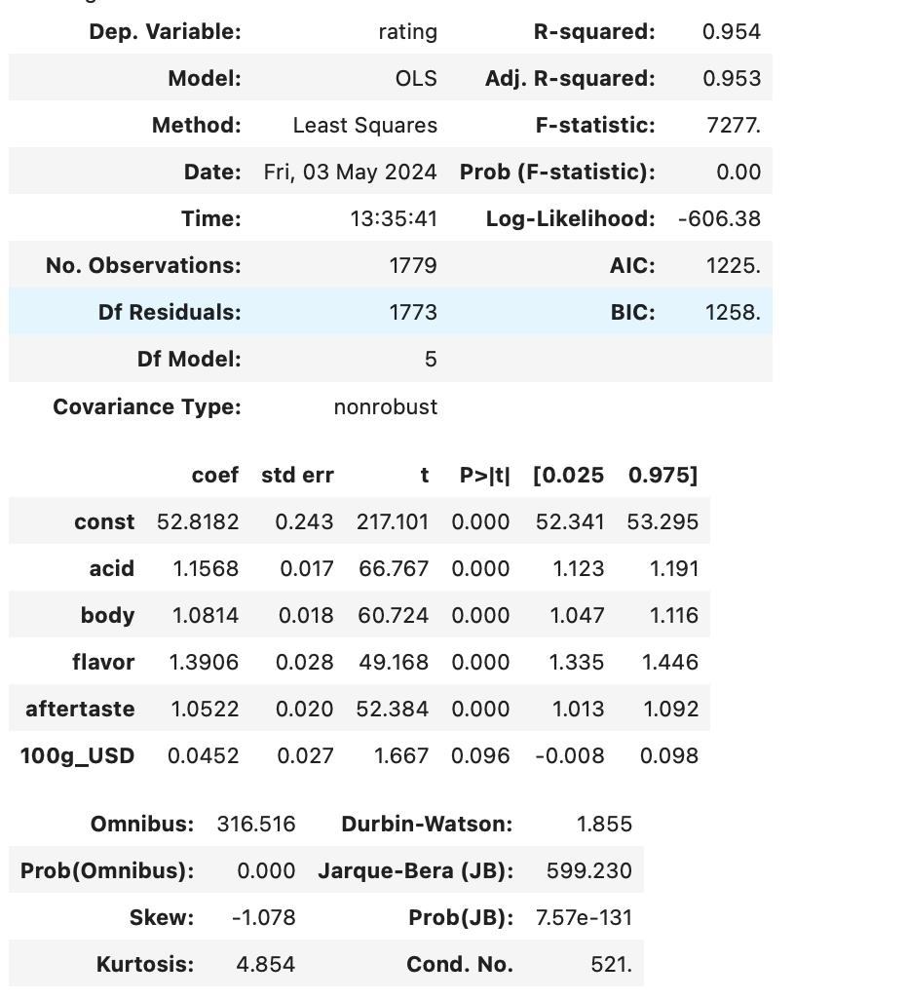 Dep. Variable: rating R-squared: 0.954
Model: OLS Adj. R-squared: 0.953
Method: Least Squares F-statistic: 7277.
Date: Fri, 03 May 2024 Prob (F-statistic): 0.00
Time: 13:35:41 Log-Likelihood: -606.38
No. Observations: 1779 AIC: 1225.
Df Residuals: 1773 BIC: 1258.
Df Model: 5
Covariance Type: nonrobust
coef std err t P>|t| [0.025 0.975]
const 52.8182 0.243 217.101 0.000 52.341 53.295
acid 1.1568 0.017 66.767 0.000 1.123 1.191
body 1.0814 0.018 60.724 0.000 1.047 1.116
flavor 1.3906 0.028 49.168 0.000 1.335 1.446
aftertaste 1.0522 0.020 52.384 0.000 1.013 1.092
100g_USD 0.0452 0.027 1.667 0.096 -0.008 0.098
Omnibus: 316.516 Durbin-Watson: 1.855
Prob(Omnibus): 0.000 Jarque-Bera (JB): 599.230
Skew: -1.078 Prob(JB): 7.57e-131
Kurtosis: 4.854 Cond. No. 521.